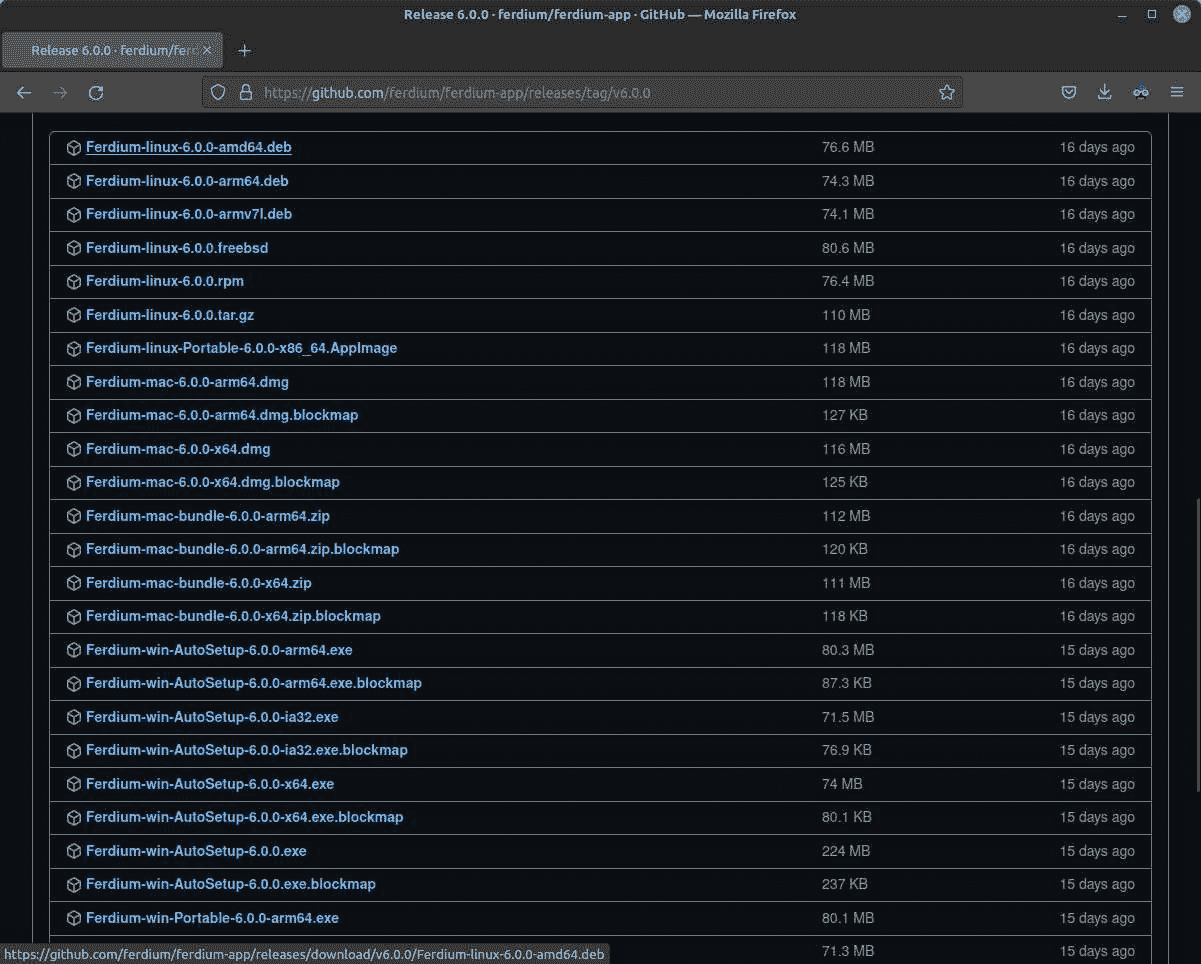 Release 6.0.0 · ferdium/ferdium-app · GitHub — Mozilla Firefox
Release 6.0.0 · ferdium/ferd
https://github.com/ferdium/ferdium-app/releases/tag/v6.0.0
Ferdium-linux-6.0.0-amd64.deb 76.6 MB 16 days ago
Ferdium-linux-6.0.0-arm64.deb 74.3 MB 16 days ago
Ferdium-linux-6.0.0-armv7l.deb 74.1 MB 16 days ago
Ferdium-linux-6.0.0.freebsd 80.6 MB 16 days ago
Ferdium-linux-6.0.0.rpm 76.4 MB 16 days ago
Ferdium-linux-6.0.0.tar.gz 110 MB 16 days ago
Ferdium-linux-Portable-6.0.0-x86_64.AppImage 118 MB 16 days ago
Ferdium-mac-6.0.0-arm64.dmg 118 MB 16 days ago
Ferdium-mac-6.0.0-arm64.dmg.blockmap 127 KB 16 days ago
Ferdium-mac-6.0.0-x64.dmg 116 MB 16 days ago
Ferdium-mac-6.0.0-x64.dmg.blockmap 125 KB 16 days ago
Ferdium-mac-bundle-6.0.0-arm64.zip 112 MB 16 days ago
Ferdium-mac-bundle-6.0.0-arm64.zip.blockmap 120 KB 16 days ago
Ferdium-mac-bundle-6.0.0-x64.zip 111 MB 16 days ago
Ferdium-mac-bundle-6.0.0-x64.zip.blockmap 118 KB 16 days ago
Ferdium-win-AutoSetup-6.0.0-arm64.exe 80.3 MB 15 days ago
Ferdium-win-AutoSetup-6.0.0-arm64.exe.blockmap 87.3 KB 15 days ago
Ferdium-win-AutoSetup-6.0.0-ia32.exe 71.5 MB 15 days ago
Ferdium-win-AutoSetup-6.0.0-ia32.exe.blockmap 76.9 KB 15 days ago
Ferdium-win-AutoSetup-6.0.0-x64.exe 74 MB 15 days ago
Ferdium-win-AutoSetup-6.0.0-x64.exe.blockmap 80.1 KB 15 days ago
Ferdium-win-AutoSetup-6.0.0.exe 224 MB 15 days ago
Ferdium-win-AutoSetup-6.0.0.exe.blockmap 237 KB 15 days ago
Ferdium-win-Portable-6.0.0-arm64.exe 80.1 MB 15 days ago
71.3 MB 15 days ago
https://github.com/ferdium/ferdium-app/releases/download/v6.0.0/Ferdium-linux-6.0.0-amd64.deb